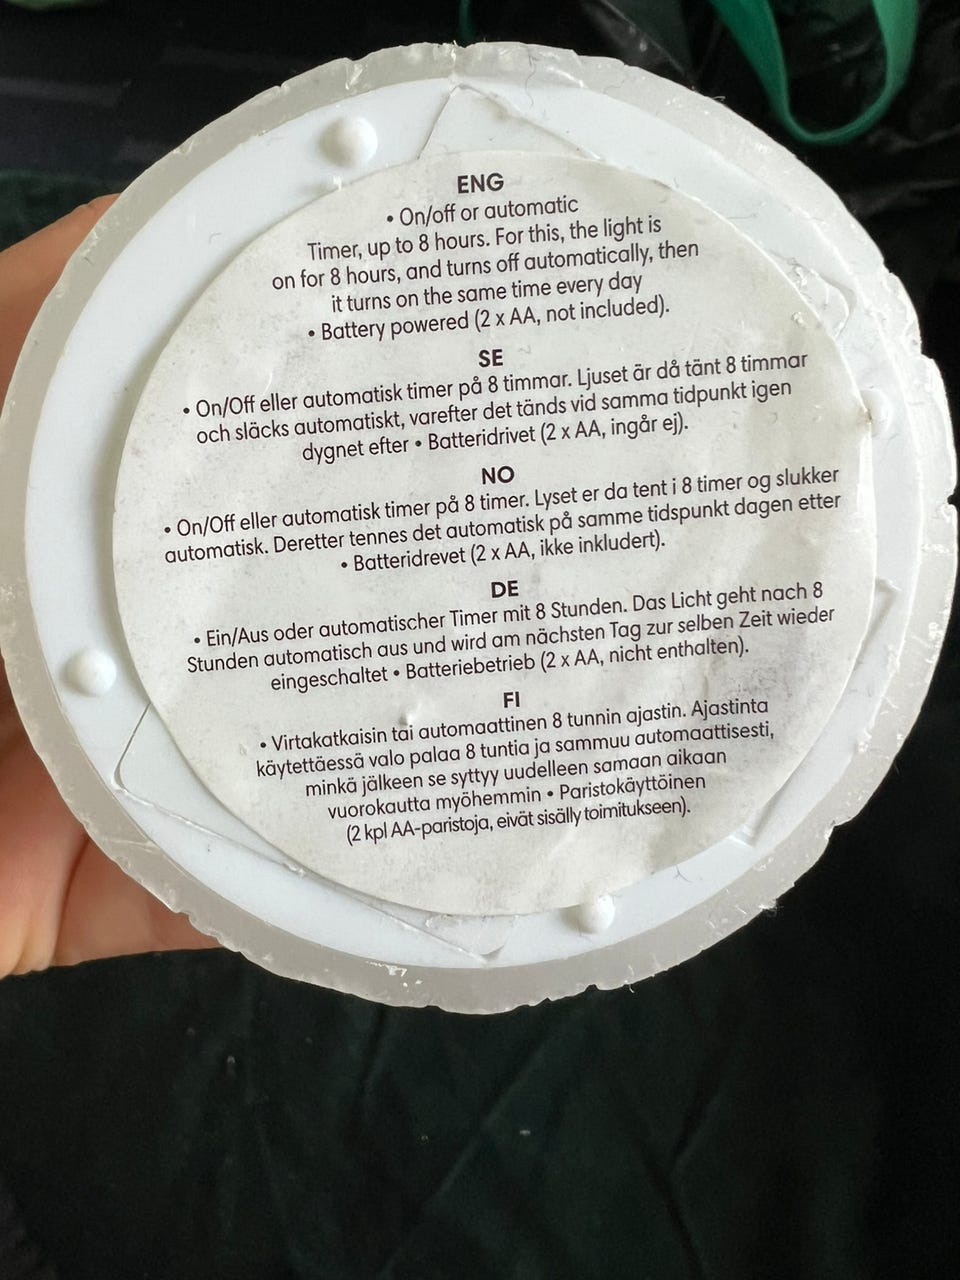 ENG
• On/off or automatic
Timer, up to 8 hours. For this, the light is
on for 8 hours, and turns off automatically, then
it turns on the same time every day
• Battery powered (2 x AA, not included).
SE
• On/Off eller automatisk timer på 8 timmar. Ljuset är då tänt 8 timmar
och släcks automatiskt, varefter det tänds vid samma tidpunkt igen
dygnet efter • Batteridrivet (2 x AA, ingår ej).
NO
• On/Off eller automatisk timer på 8 timer. Lyset er da tent i 8 timer og slukker
automatisk. Deretter tennes det automatisk på samme tidspunkt dagen etter
• Batteridrevet (2 x AA, ikke inkludert).
DE
• Ein/Aus oder automatischer Timer mit 8 Stunden. Das Licht geht nach 8
Stunden automatisch aus und wird am nächsten Tag zur selben Zeit wieder
eingeschaltet • Batteriebetrieb (2 x AA, nicht enthalten).
FI
• Virtakatkaisin tai automaattinen 8 tunnin ajastin. Ajastinta
käytettäessä valo palaa 8 tuntia ja sammuu automaattisesti,
minkä jälkeen se syttyy uudelleen samaan aikaan
vuorokautta myöhemmin • Paristokäyttöinen
(2 kpl AA-paristoja, eivät sisälly toimitukseen).